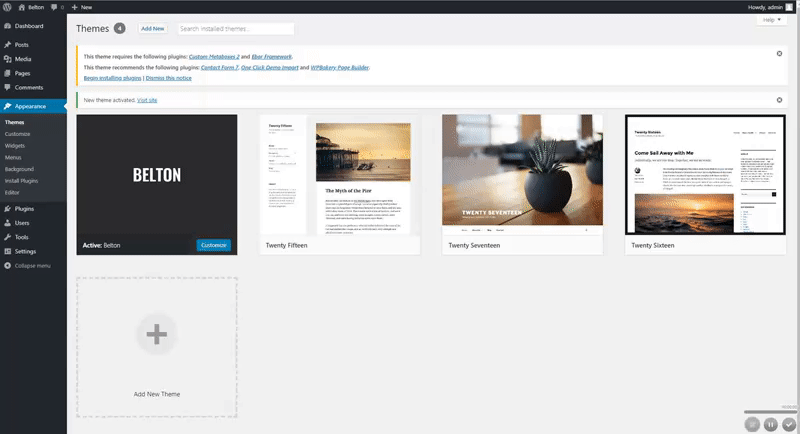 Belton
0
New
Howdy, admin
Dashboard
Posts
Media
Pages
Comments
Appearance
Themes
Customize
Widgets
Menus
Background
Install Plugins
Editor
Plugins
Users
Tools
Settings
Collapse menu
Themes 4 Add New Search installed themes...
Help
This theme requires the following plugins: Custom Metaboxes 2 and Eber Framework.
This theme recommends the following plugins: Contact Form 7, One Click Demo Import and WPBakery Page Builder.
Begin installing plugins | Dismiss this notice
New theme activated. Visit site
BELTON
Active: Belton Customize
Twenty Fifteen
The Myth of the Pier
Twenty Fifteen
TWENTY SEVENTEEN
Twenty Seventeen
Twenty Sixteen
Come Sail Away with Me
Twenty Sixteen
Add New Theme